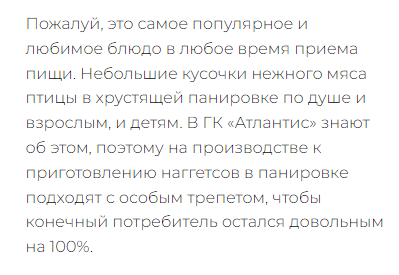 Пожалуй, это самое популярное и
любимое блюдо в любое время приема
пищи. Небольшие кусочки нежного мяса
птицы в хрустящей панировке по душе и
взрослым, и детям. В ГК «Атлантис» знают
об этом, поэтому на производстве к
приготовлению наггетсов в панировке
подходят с особым трепетом, чтобы
конечный потребитель остался довольным
на 100%.